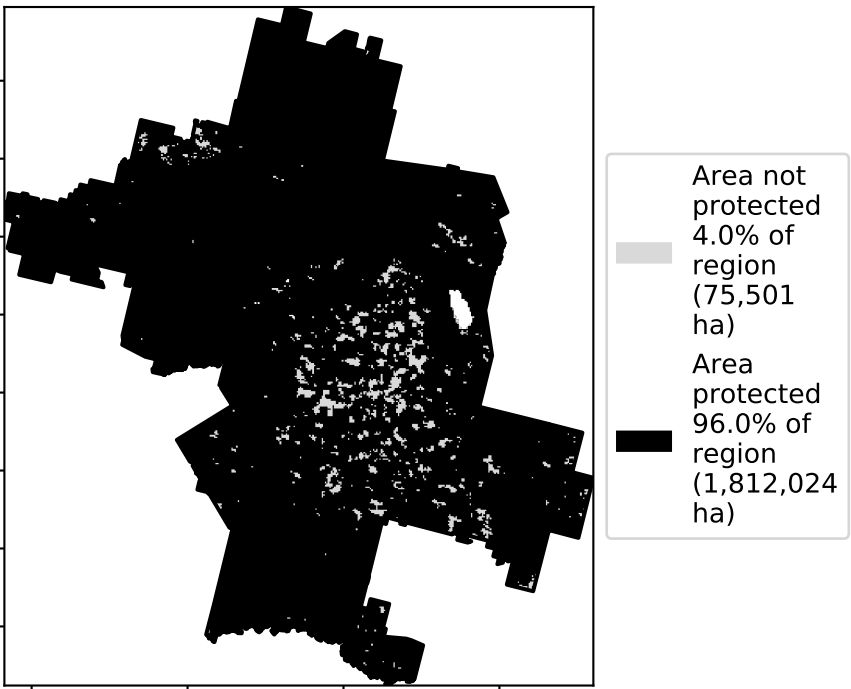 Area not
protected
4.0% of
region
(75,501
ha)
Area
protected
96.0% of
region
(1,812,024
ha)